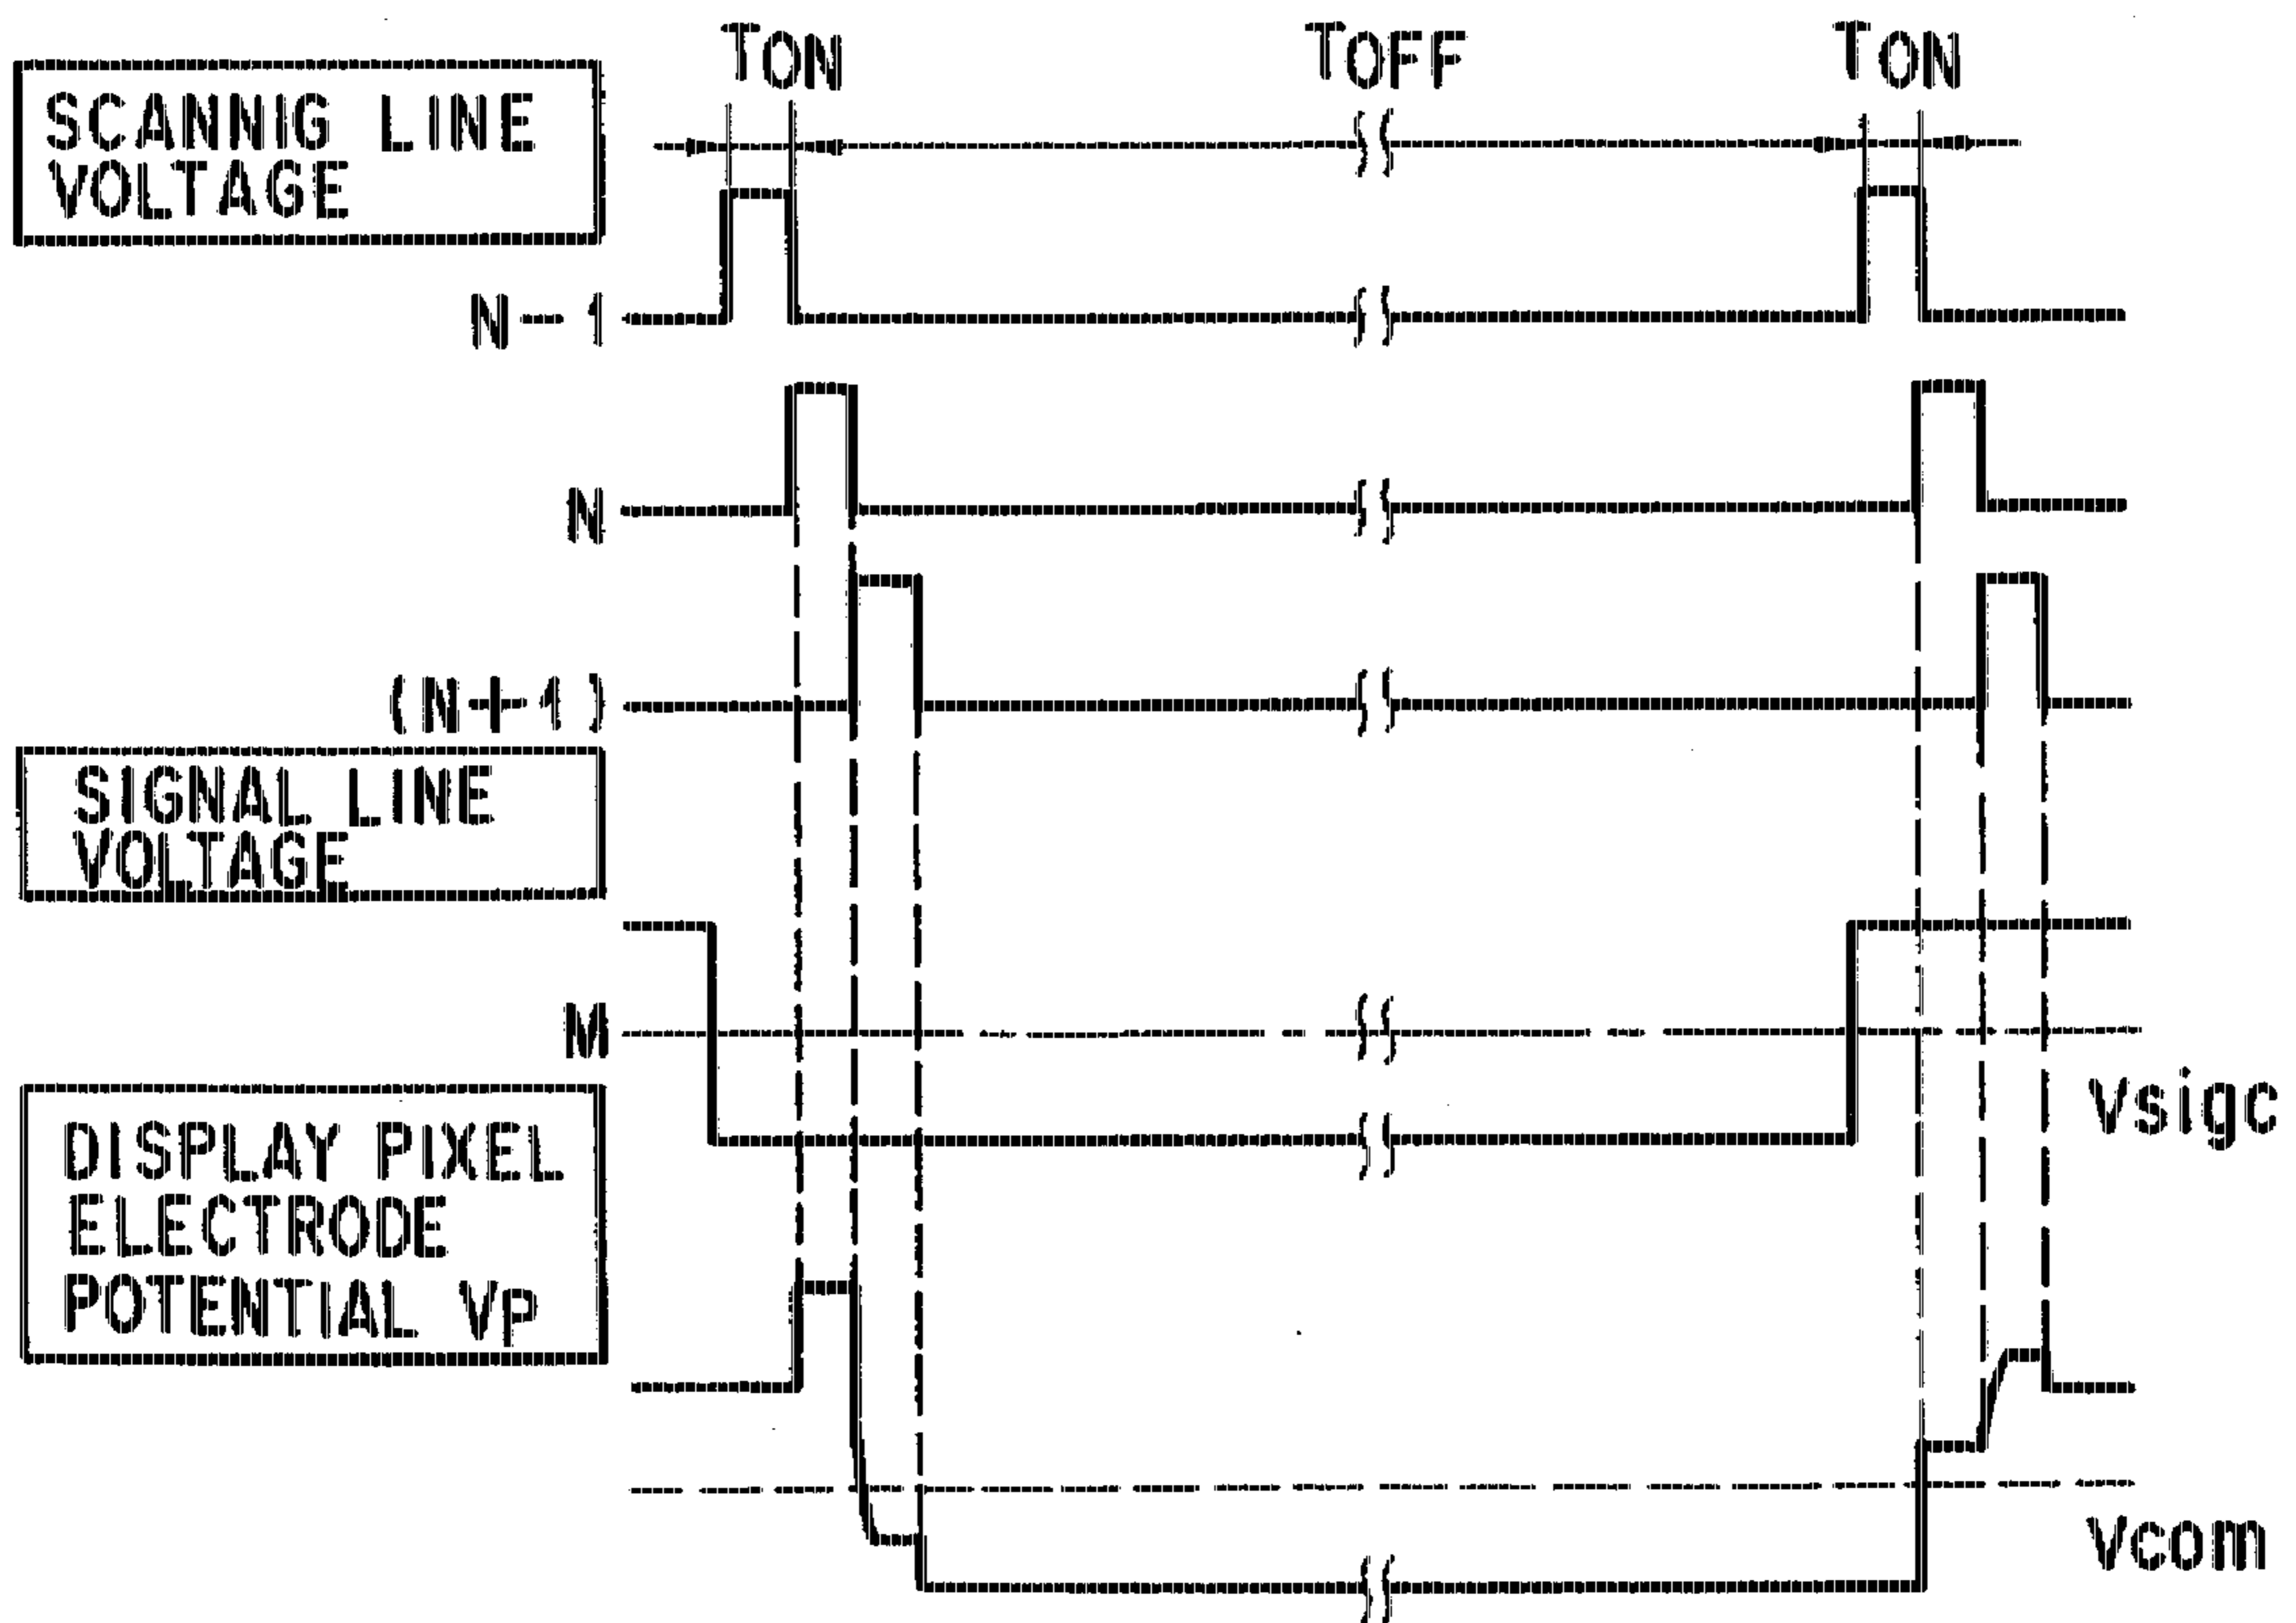 TON TOFF TON
SCANNIG LINE
VOLTAGE
N-1
N
(N+1)
SIGNAL LINE
VOLTAGE
M
Vsigc
DISPLAY PIXEL
ELECTRODE
POTENTIAL VP
Vcom